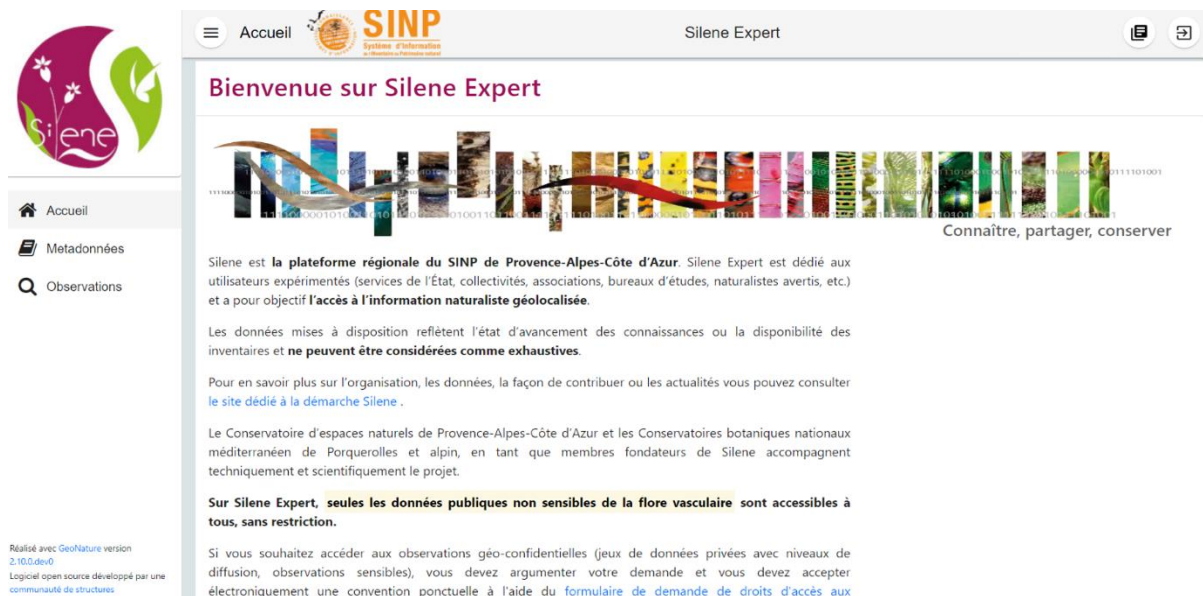 Silene
Accueil
Metadonnées
Observations
Réalisé avec GeoNature version
2.10.0.dev0
Logiciel open source développé par une
communauté de structures
Accueil
SINP
Système d'information
Silene Expert
Bienvenue sur Silene Expert
Connaître, partager, conserver
Silene est la plateforme régionale du SINP de Provence-Alpes-Côte d'Azur. Silene Expert est dédié aux
utilisateurs expérimentés (services de l'État, collectivités, associations, bureaux d'études, naturalistes avertis, etc.)
et a pour objectif l'accès à l'information naturaliste géolocalisée.
Les données mises à disposition reflètent l'état d'avancement des connaissances ou la disponibilité des
inventaires et ne peuvent être considérées comme exhaustives.
Pour en savoir plus sur l'organisation, les données, la façon de contribuer ou les actualités vous pouvez consulter
le site dédié à la démarche Silene .
Le Conservatoire d'espaces naturels de Provence-Alpes-Côte d'Azur et les Conservatoires botaniques nationaux
méditerranéen de Porquerolles et alpin, en tant que membres fondateurs de Silene accompagnent
techniquement et scientifiquement le projet.
Sur Silene Expert, seules les données publiques non sensibles de la flore vasculaire sont accessibles à
tous, sans restriction.
Si vous souhaitez accéder aux observations géo-confidentielles (jeux de données privées avec niveaux de
diffusion, observations sensibles), vous devez argumenter votre demande et vous devez accepter
électroniquement une convention ponctuelle à l'aide du formulaire de demande de droits d'accès aux